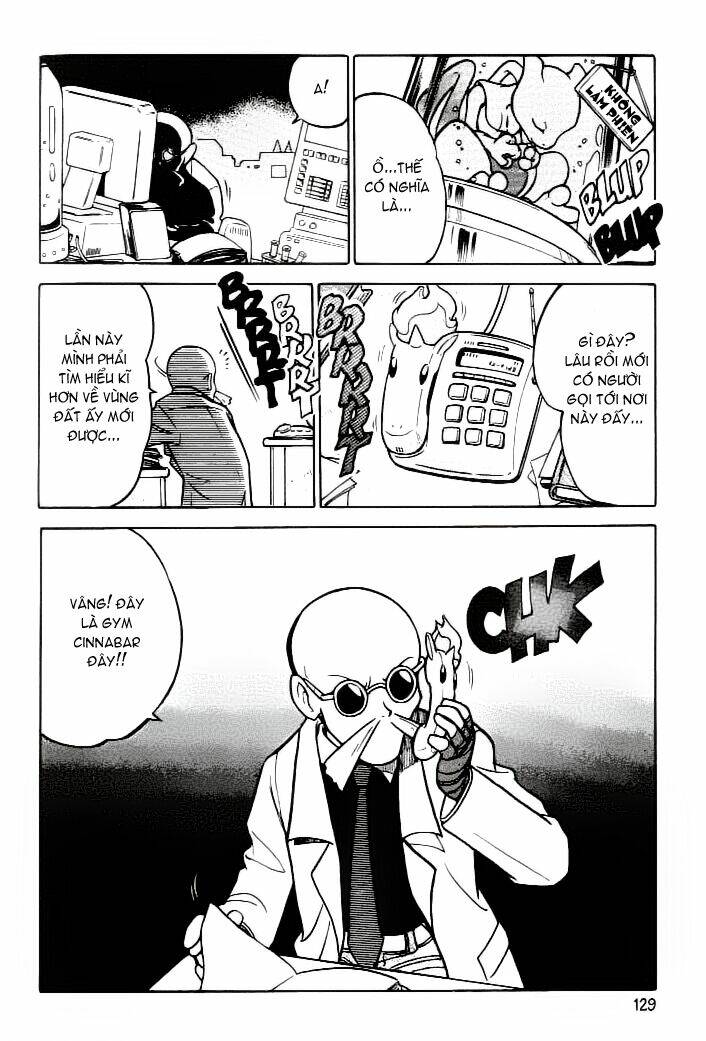 A!
KHÔNG
LÀM PHIỀN
Ồ...THẾ
CÓ NGHĨA
LÀ...
BLUP
BLUP
LẦN NÀY
MÌNH PHẢI
TÌM HIỂU KĨ
HƠN VỀ VÙNG
ĐẤT ẤY MỚI
ĐƯỢC...
BRRRT
BRRRT
BRRRRT
GÌ ĐÂY?
LÂU RỒI MỚI
CÓ NGƯỜI
GỌI TỚI NƠI
NÀY ĐẤY...
VÂNG! ĐÂY
LÀ GYM
CINNABAR
ĐÂY!!
CHK
129